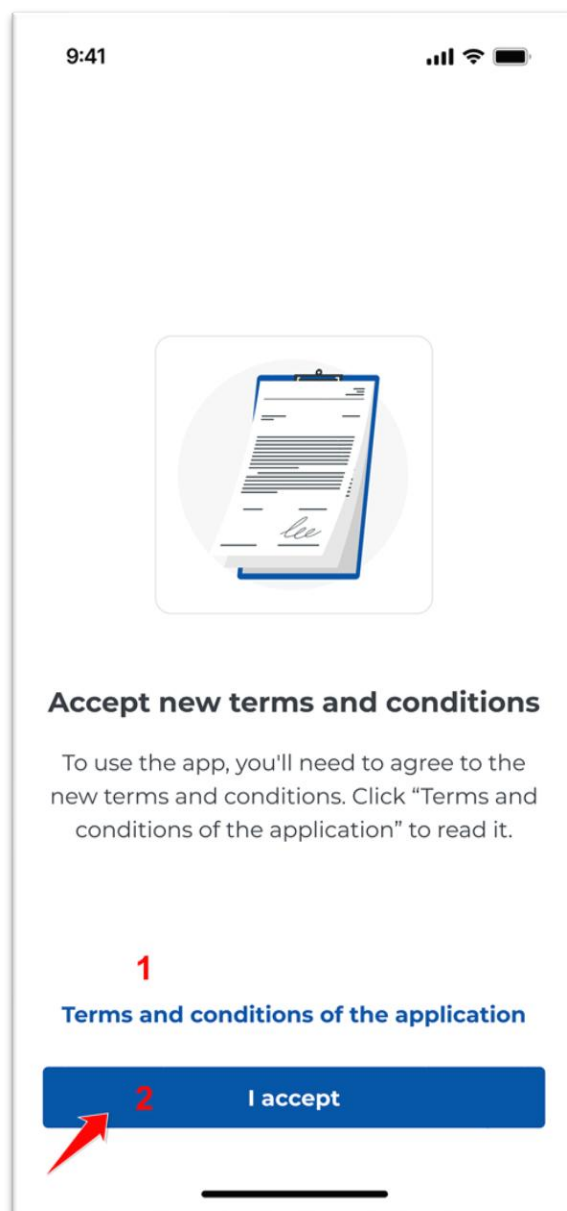 9:41
Accept new terms and conditions
To use the app, you'll need to agree to the
new terms and conditions. Click “Terms and
conditions of the application” to read it.
1
Terms and conditions of the application
2 I accept